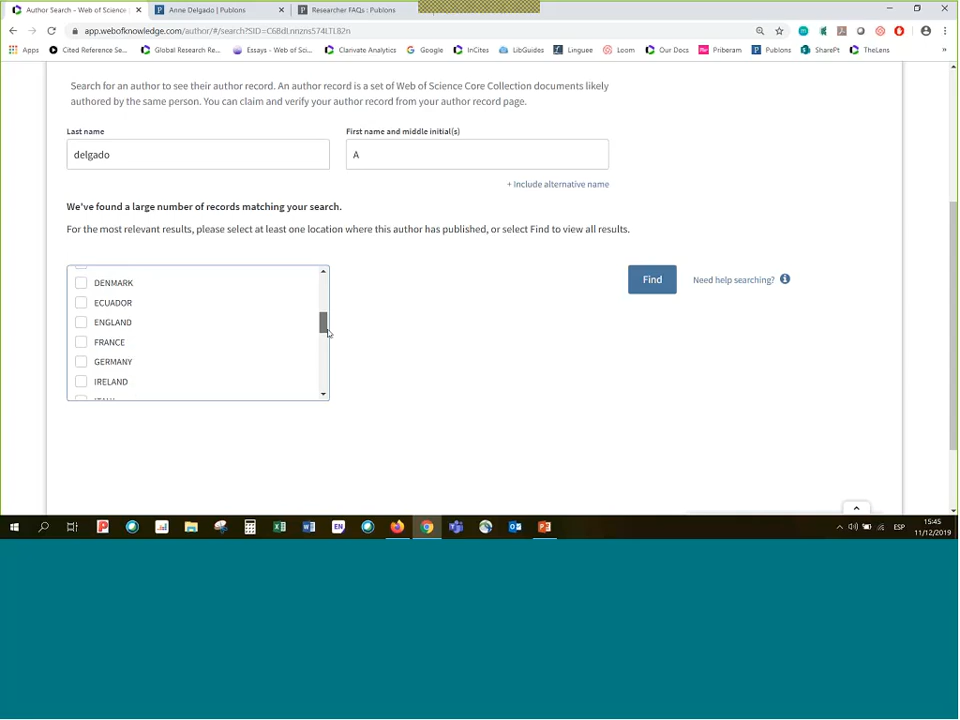 Author Search - Web of Science
Anne Delgado | Publons
Researcher FAQs : Publons
app.webofknowledge.com/author/#/search?SID=C6BdLnnzns574LTL82n
Apps
Cited Reference Se...
Global Research Re...
Essays - Web of Sci...
Clarivate Analytics
Google
InCites
LibGuides
Linguee
Loom
Our Docs
Priberam
Publons
SharePt
TheLens
Search for an author to see their author record. An author record is a set of Web of Science Core Collection documents likely
authored by the same person. You can claim and verify your author record from your author record page.
Last name
First name and middle initial(s)
delgado
A
+ Include alternative name
We've found a large number of records matching your search.
For the most relevant results, please select at least one location where this author has published, or select Find to view all results.
Find
Need help searching?
DENMARK
ECUADOR
ENGLAND
FRANCE
GERMANY
IRELAND
EN
ESP
15:45
11/12/2019